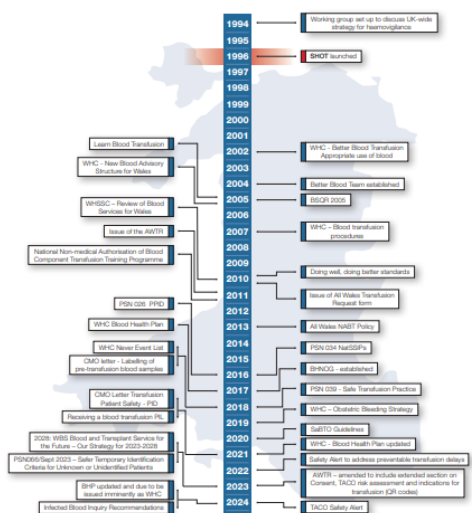 1994
1995
1996
1997
1998
1999
2000
2001
2002
2003
2004
2005
2006
2007
2008
2009
2010
2011
2012
2013
2014
2015
2016
2017
2018
2019
2020
2021
2022
2023
2024
Learn Blood Transfusion
WHC - New Blood Advisory
Structure for Wales
WHSSC – Review of Blood
Services for Wales
Issue of the AWTR
National Non-medical Authorisation of Blood
Component Transfusion Training Programme
PSN 026 PPID
WHC Blood Health Plan
WHC Never Event List
CMO letter - Labelling of
pre-transfusion blood samples
CMO Letter Transfusion
Patient Safety - PID
Receiving a blood transfusion PIL
2028: WBS Blood and Transplant Service for
the Future – Our Strategy for 2023-2028
PSN066/Sept 2023 – Safer Temporary Identification
Criteria for Unknown or Unidentified Patients
BHP updated and due to be
issued imminently as WHC
Infected Blood Inquiry Recommendations
Working group set up to discuss UK-wide
strategy for haemovigilance
SHOT launched
WHC - Better Blood Transfusion
Appropriate use of blood
Better Blood Team established
BSQR 2005
WHC – Blood transfusion
procedures
Doing well, doing better standards
Issue of All Wales Transfusion
Request form
All Wales NABT Policy
PSN 034 NatSSIPs
BHNOG - established
PSN 039 - Safe Transfusion Practice
WHC – Obstetric Bleeding Strategy
SaBTO Guidelines
WHC - Blood Health Plan updated
Safety Alert to address preventable transfusion delays
AWTR – amended to include extended section on
Consent, TACO risk assessment and indications for
transfusion (QR codes)
TACO Safety Alert